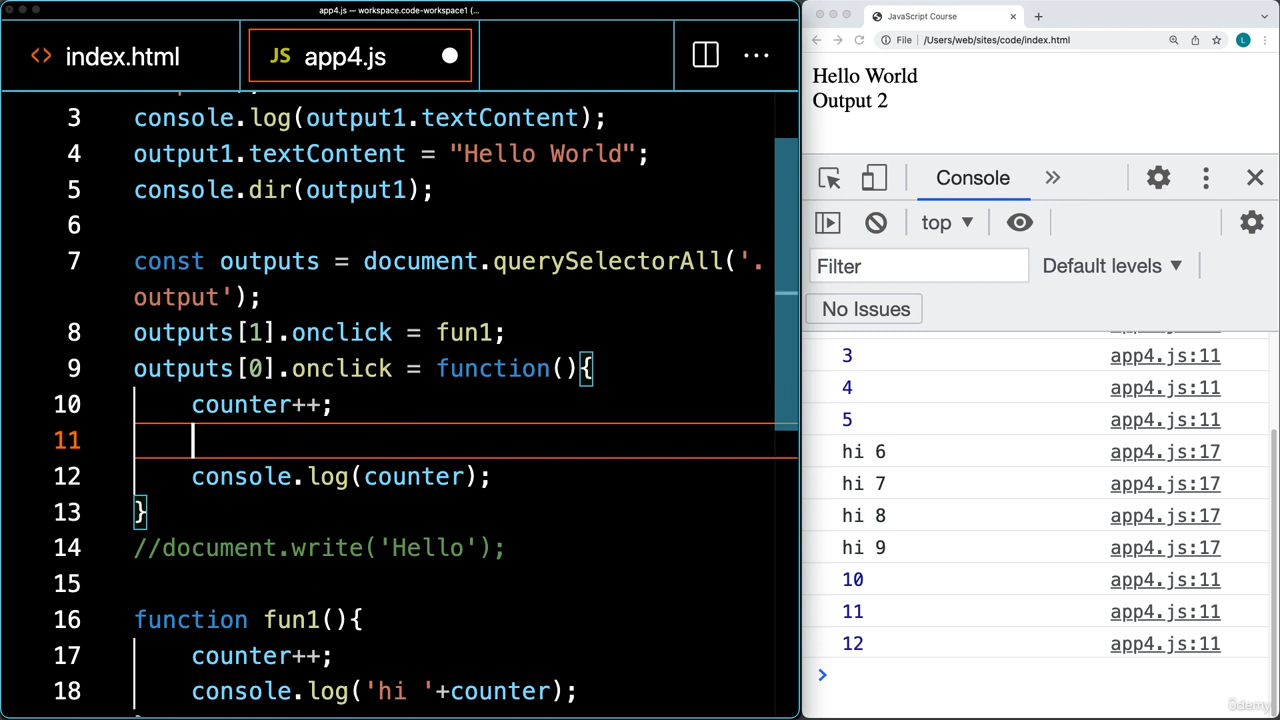 app4.js — workspace.code-workspace1 (...
index.html
JS app4.js
3 console.log(output1.textContent);
4 output1.textContent = "Hello World";
5 console.dir(output1);
6
7 const outputs = document.querySelectorAll('.
output');
8 outputs[1].onclick = fun1;
9 outputs[0].onclick = function(){
10 counter++;
11
12 console.log(counter);
13 }
14 //document.write('Hello');
15
16 function fun1(){
17 counter++;
18 console.log('hi '+counter);
JavaScript Course
File /Users/web/sites/code/index.html
L
Hello World
Output 2
Console
top
Filter
Default levels
No Issues
3 app4.js:11
4 app4.js:11
5 app4.js:11
hi 6 app4.js:17
hi 7 app4.js:17
hi 8 app4.js:17
hi 9 app4.js:17
10 app4.js:11
11 app4.js:11
12 app4.js:11
ûdemy